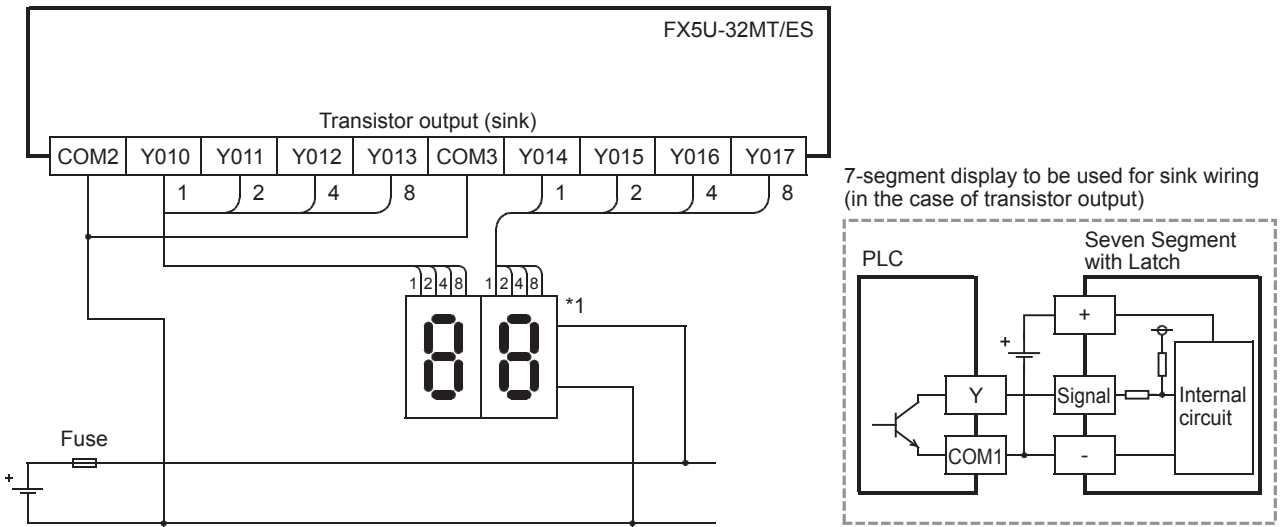 FX5U-32MT/ES
Transistor output (sink)
COM2 Y010 Y011 Y012 Y013 COM3 Y014 Y015 Y016 Y017
1 2 4 8 1 2 4 8
1 2 4 8 1 2 4 8
*1
8 8
Fuse
+
7-segment display to be used for sink wiring
(in the case of transistor output)
PLC
Seven Segment
with Latch
+
+
Y
Signal
Internal
circuit
COM1
-